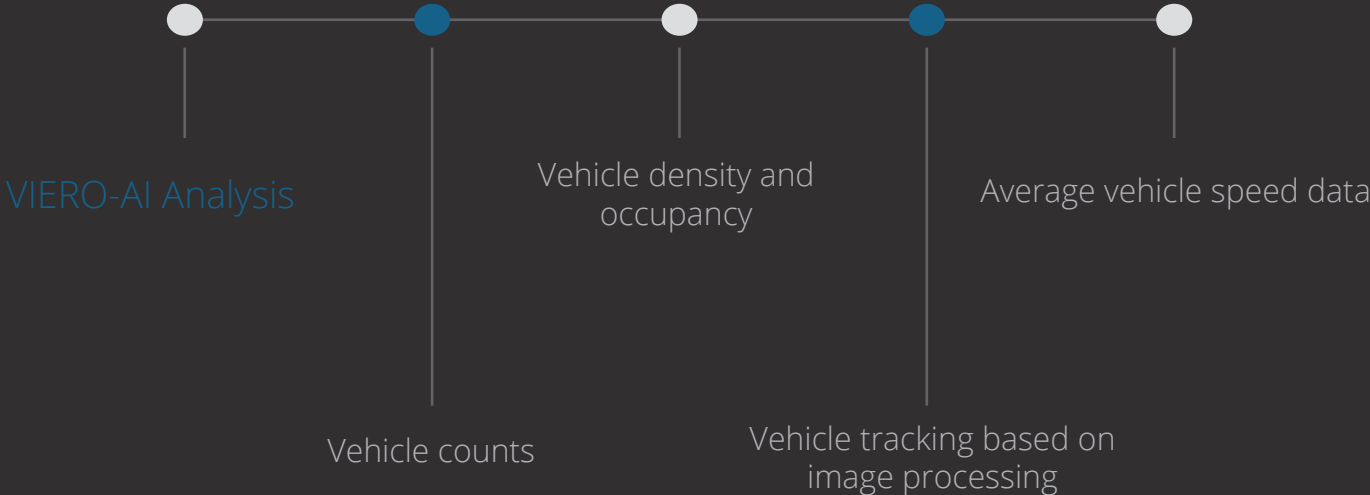 VIERO-AI Analysis
Vehicle counts
Vehicle density and
occupancy
Vehicle tracking based on
image processing
Average vehicle speed data